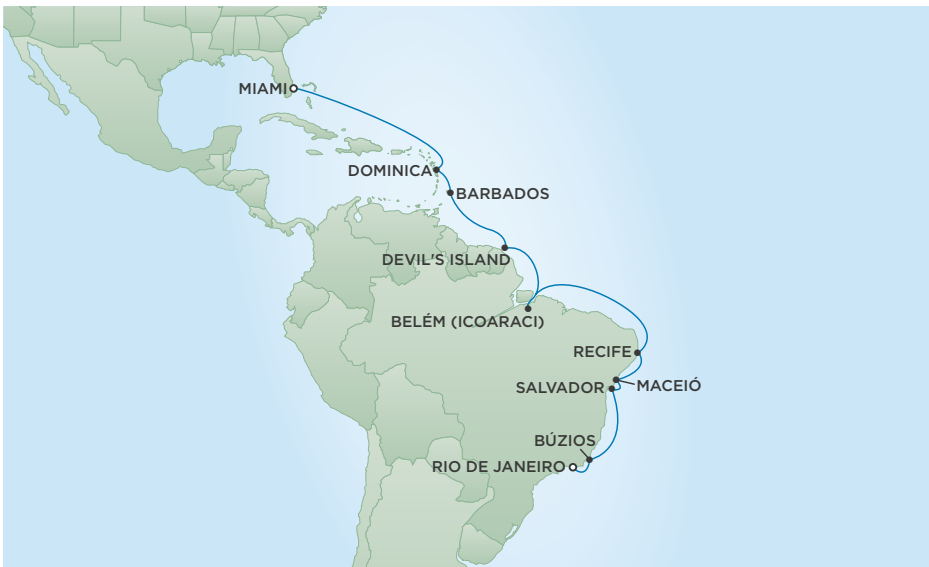 MIAMI
DOMINICA
BARBADOS
DEVIL'S ISLAND
BELÉM (ICOARACI)
RECIFE
SALVADOR
MACEIÓ
BÚZIOS
RIO DE JANEIRO